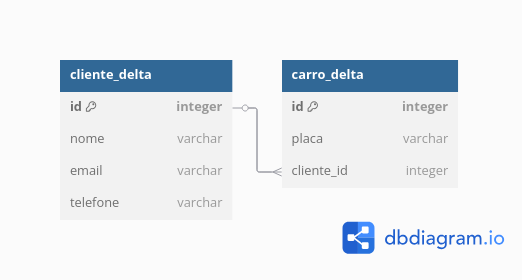 cliente_delta
id integer
nome varchar
email varchar
telefone varchar
carro_delta
id integer
placa varchar
cliente_id integer
dbdiagram.io